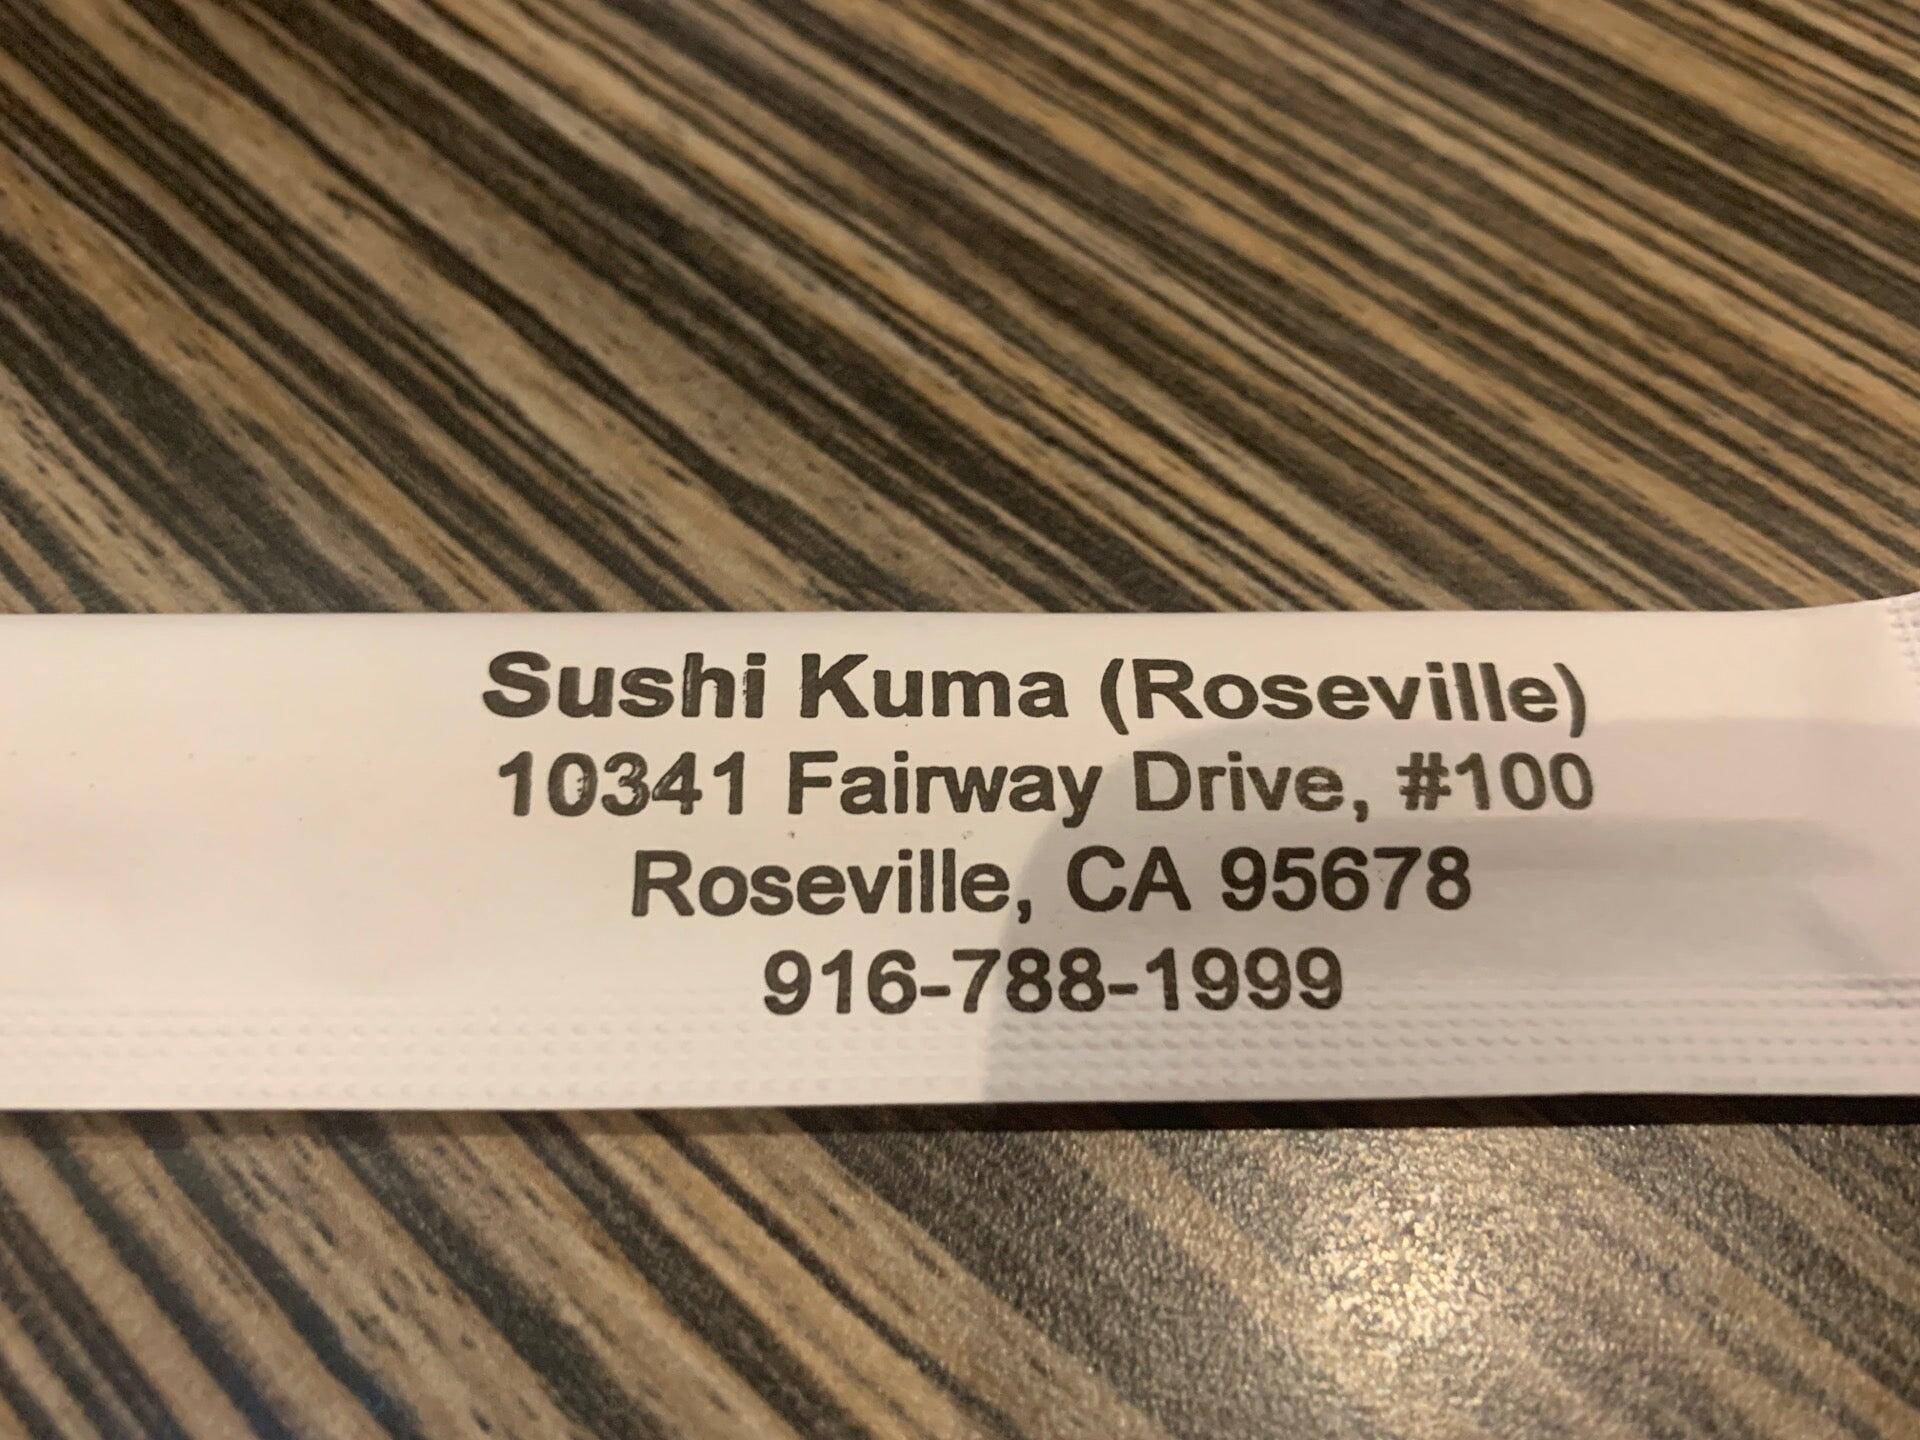 Sushi Kuma (Roseville)
10341 Fairway Drive, #100
Roseville, CA 95678
916-788-1999